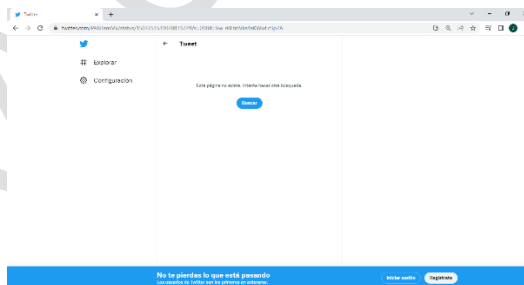 Twitter
Tweet
Explorar
Configuración
Esta página no existe. Intenta hacer otra búsqueda.
Buscar
No te pierdas lo que está pasando
Los usuarios de Twitter son los primeros en enterarse.
Iniciar sesión
Regístrate